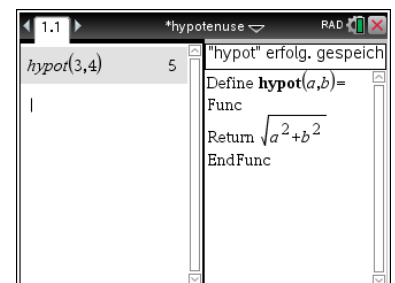 1.1
*hypotenuse
RAD
hypot(3,4) 5
"hypot" erfolg. gespeich
Define hypot(a,b)=
Func
Return √a²+b²
EndFunc